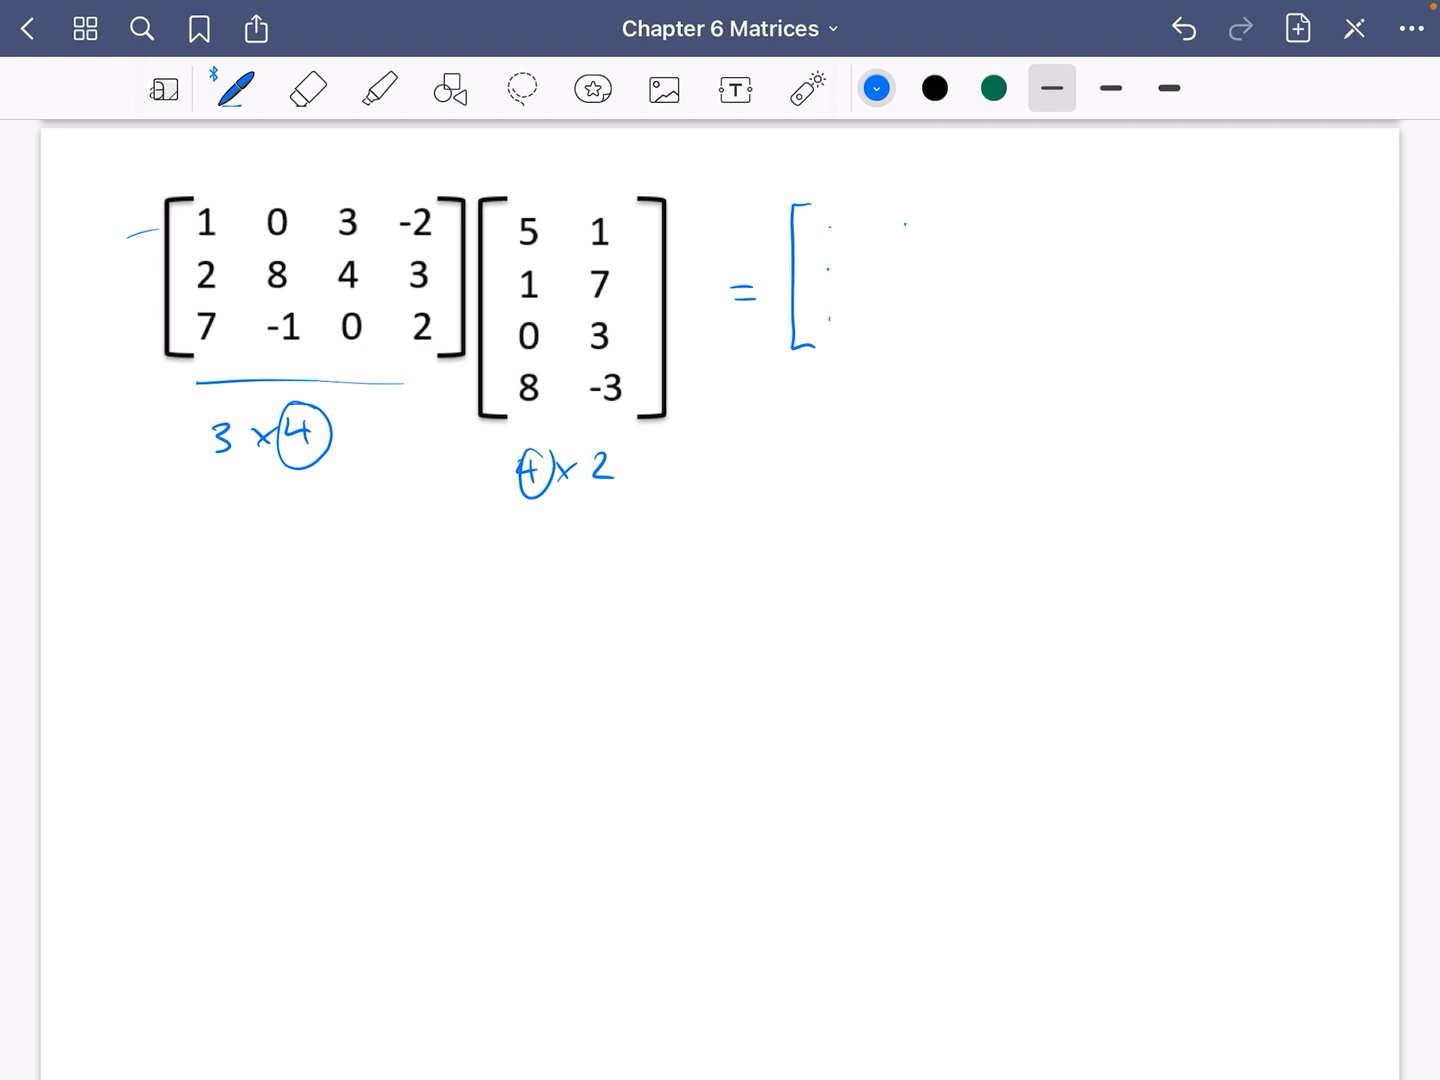 Chapter 6 Matrices
[1 0 3 -2] [5 1] = [
2 8 4 3 1 7
7 -1 0 2 0 3
8 -3
3 × 4
4 × 2